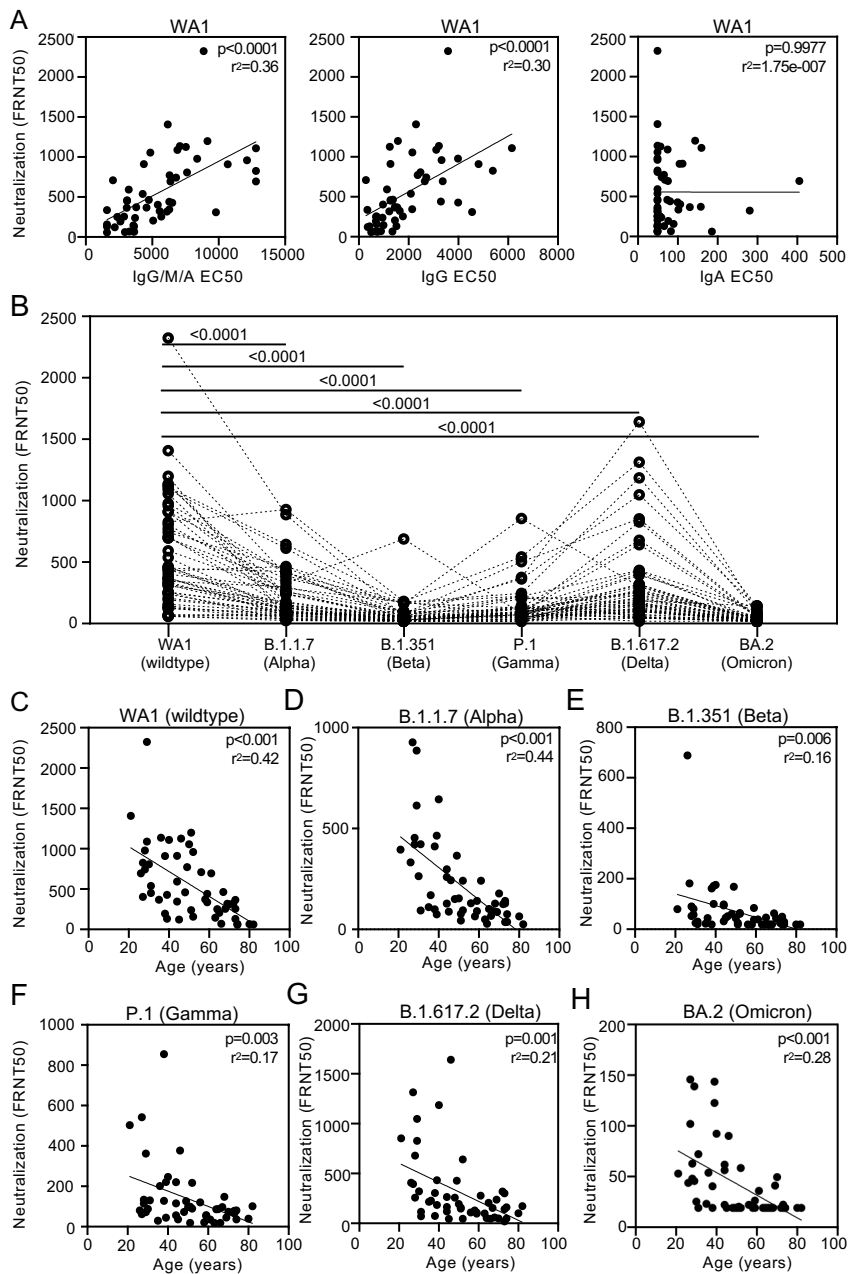 A
WA1
p<0.0001
r2=0.36
Neutralization (FRNT50)
2500
2000
1500
1000
500
0
0 5000 10000 15000
IgG/M/A EC50
WA1
p<0.0001
r2=0.30
2500
2000
1500
1000
500
0
0 2000 4000 6000 8000
IgG EC50
WA1
p=0.9977
r2=1.75e-007
2500
2000
1500
1000
500
0
0 100 200 300 400 500
IgA EC50
B
Neutralization (FRNT50)
2500
2000
1500
1000
500
0
<0.0001
<0.0001
<0.0001
<0.0001
<0.0001
WA1 B.1.1.7 B.1.351 P.1 B.1.617.2 BA.2
(wildtype) (Alpha) (Beta) (Gamma) (Delta) (Omicron)
C
WA1 (wildtype)
p<0.001
r2=0.42
Neutralization (FRNT50)
2500
2000
1500
1000
500
0
0 20 40 60 80 100
Age (years)
D
B.1.1.7 (Alpha)
p<0.001
r2=0.44
Neutralization (FRNT50)
1000
500
0
0 20 40 60 80 100
Age (years)
E
B.1.351 (Beta)
p=0.006
r2=0.16
Neutralization (FRNT50)
800
600
400
200
0
0 20 40 60 80 100
Age (years)
F
P.1 (Gamma)
p=0.003
r2=0.17
Neutralization (FRNT50)
1000
800
600
400
200
0
0 20 40 60 80 100
Age (years)
G
B.1.617.2 (Delta)
p=0.001
r2=0.21
Neutralization (FRNT50)
2000
1500
1000
500
0
0 20 40 60 80 100
Age (years)
H
BA.2 (Omicron)
p<0.001
r2=0.28
Neutralization (FRNT50)
200
150
100
50
0
0 20 40 60 80 100
Age (years)